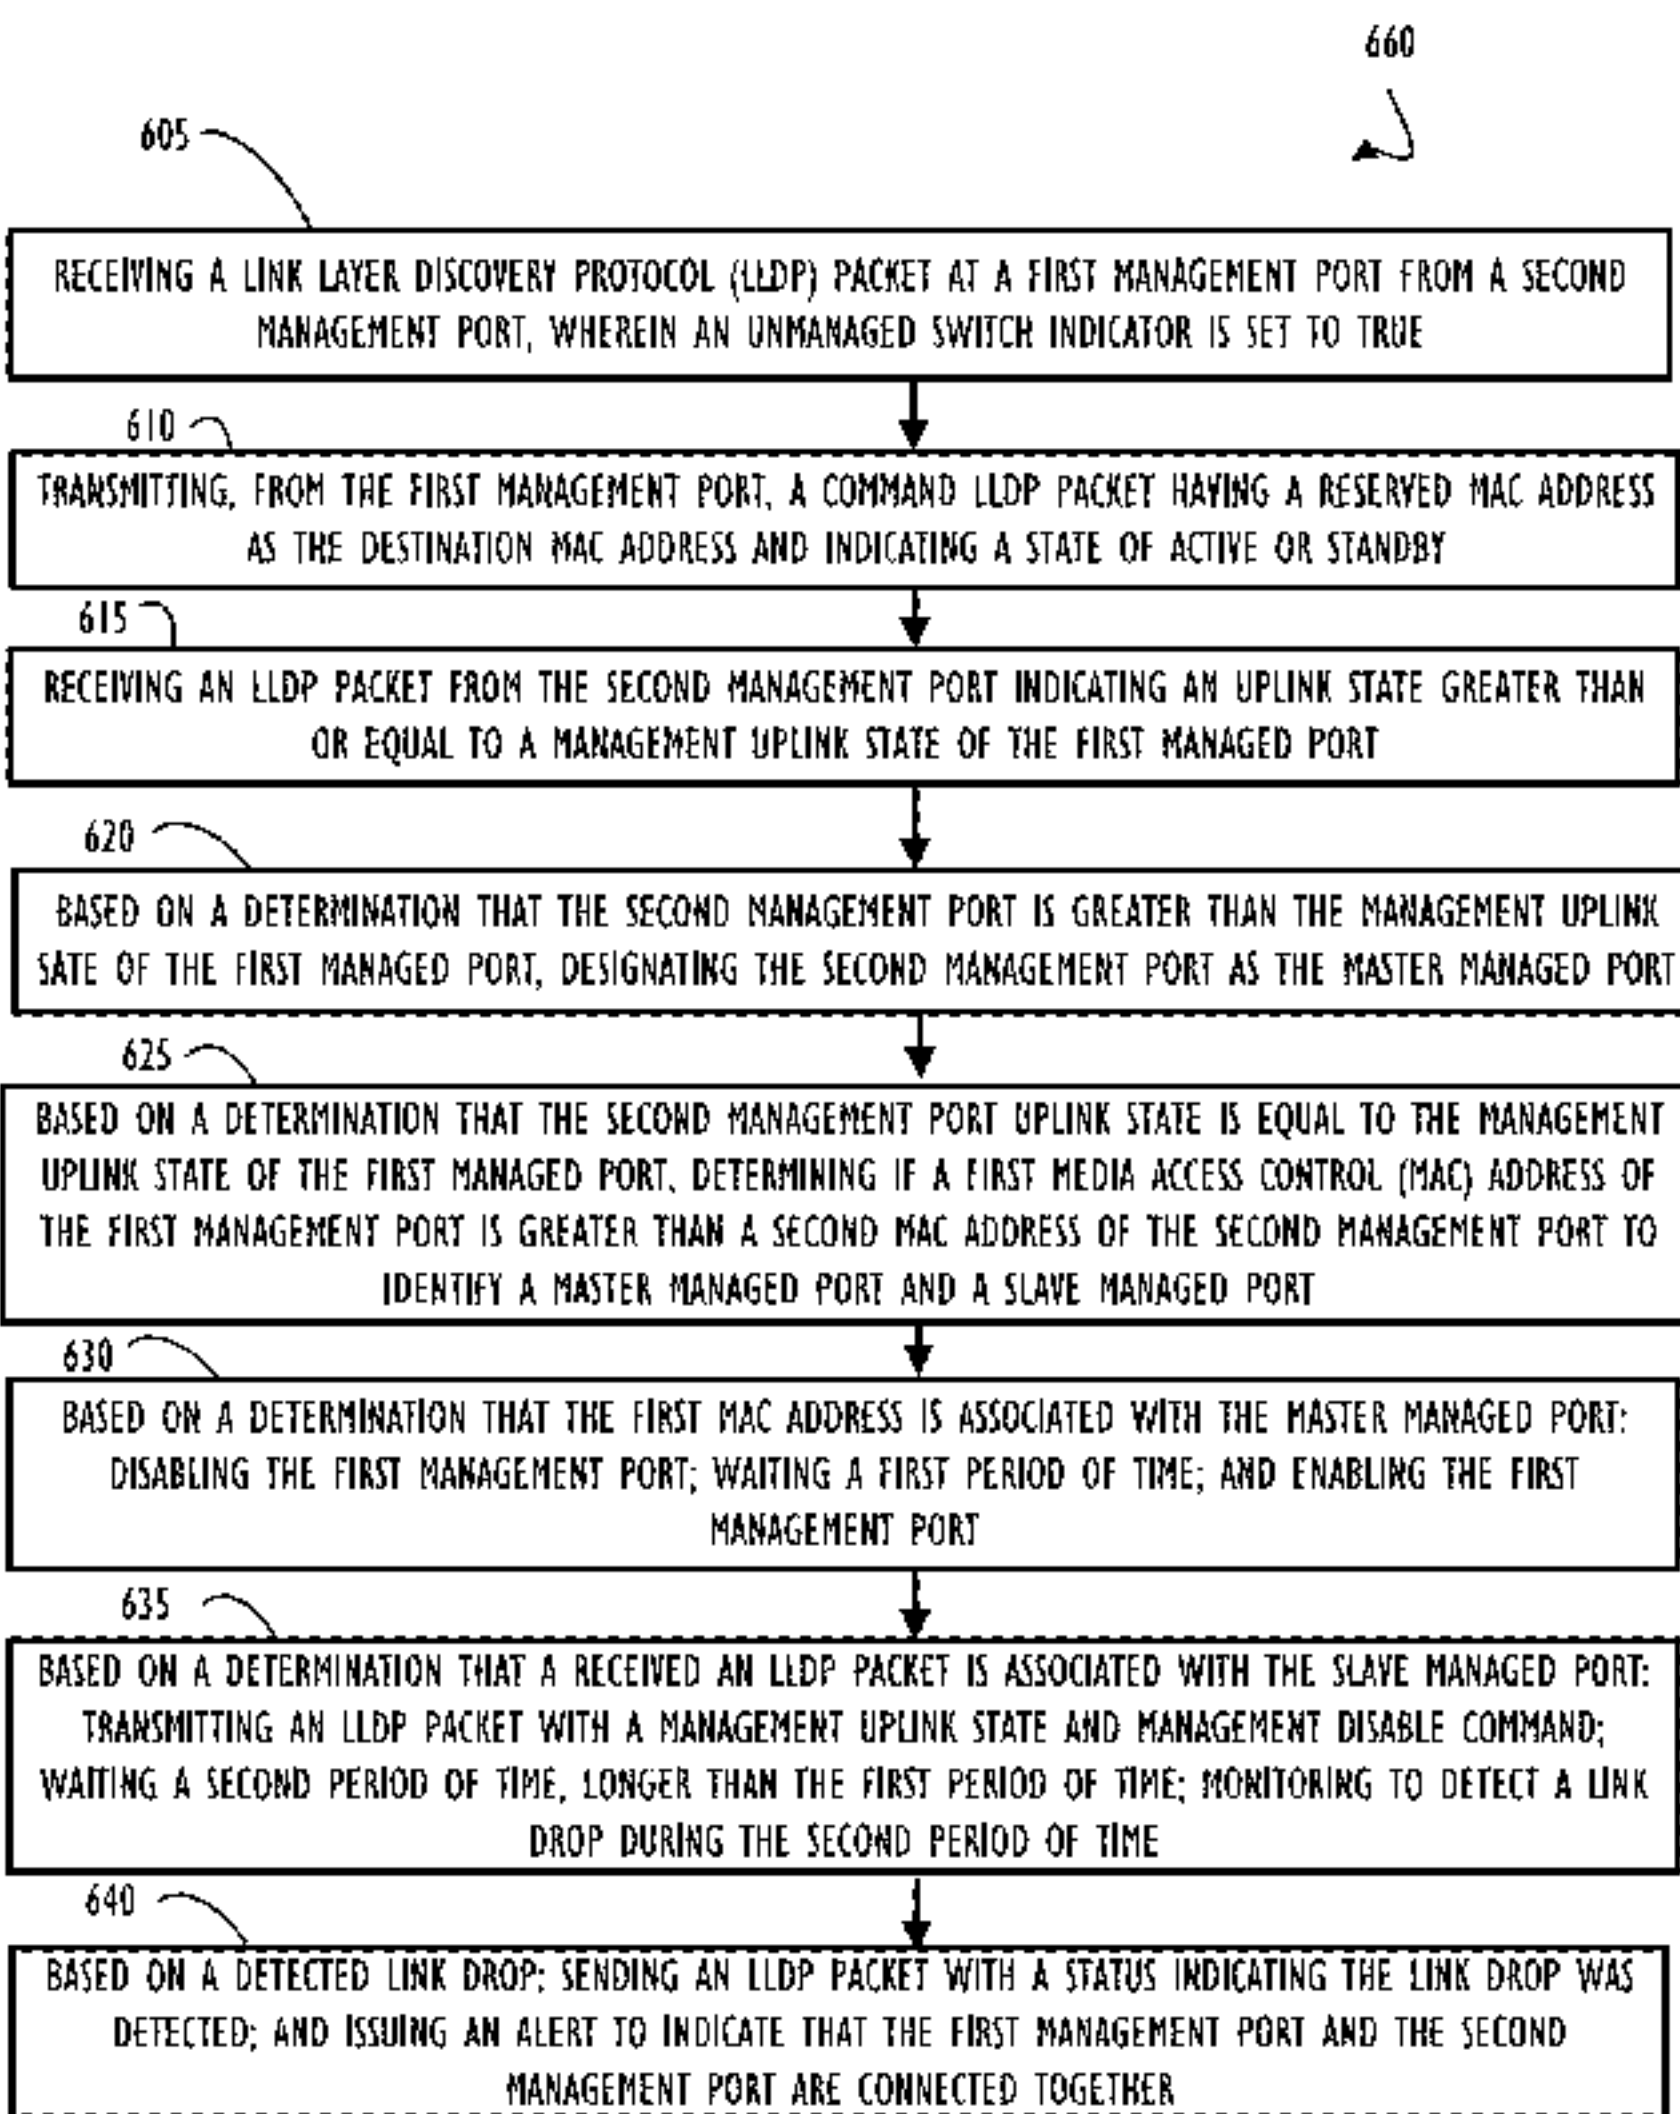 660
605
RECEIVING A LINK LAYER DISCOVERY PROTOCOL (LLDP) PACKET AT A FIRST MANAGEMENT PORT FROM A SECOND
MANAGEMENT PORT, WHEREIN AN UNMANAGED SWITCH INDICATOR IS SET TO TRUE
610
TRANSMITTING, FROM THE FIRST MANAGEMENT PORT, A COMMAND LLDP PACKET HAVING A RESERVED MAC ADDRESS
AS THE DESTINATION MAC ADDRESS AND INDICATING A STATE OF ACTIVE OR STANDBY
615
RECEIVING AN LLDP PACKET FROM THE SECOND MANAGEMENT PORT INDICATING AN UPLINK STATE GREATER THAN
OR EQUAL TO A MANAGEMENT UPLINK STATE OF THE FIRST MANAGED PORT
620
BASED ON A DETERMINATION THAT THE SECOND MANAGEMENT PORT IS GREATER THAN THE MANAGEMENT UPLINK
SATE OF THE FIRST MANAGED PORT, DESIGNATING THE SECOND MANAGEMENT PORT AS THE MASTER MANAGED PORT
625
BASED ON A DETERMINATION THAT THE SECOND MANAGEMENT PORT UPLINK STATE IS EQUAL TO THE MANAGEMENT
UPLINK STATE OF THE FIRST MANAGED PORT, DETERMINING IF A FIRST MEDIA ACCESS CONTROL (MAC) ADDRESS OF
THE FIRST MANAGEMENT PORT IS GREATER THAN A SECOND MAC ADDRESS OF THE SECOND MANAGEMENT PORT TO
IDENTIFY A MASTER MANAGED PORT AND A SLAVE MANAGED PORT
630
BASED ON A DETERMINATION THAT THE FIRST MAC ADDRESS IS ASSOCIATED WITH THE MASTER MANAGED PORT:
DISABLING THE FIRST MANAGEMENT PORT; WAITING A FIRST PERIOD OF TIME; AND ENABLING THE FIRST
MANAGEMENT PORT
635
BASED ON A DETERMINATION THAT A RECEIVED AN LLDP PACKET IS ASSOCIATED WITH THE SLAVE MANAGED PORT:
TRANSMITTING AN LLDP PACKET WITH A MANAGEMENT UPLINK STATE AND MANAGEMENT DISABLE COMMAND;
WAITING A SECOND PERIOD OF TIME, LONGER THAN THE FIRST PERIOD OF TIME; MONITORING TO DETECT A LINK
DROP DURING THE SECOND PERIOD OF TIME
640
BASED ON A DETECTED LINK DROP; SENDING AN LLDP PACKET WITH A STATUS INDICATING THE LINK DROP WAS
DETECTED; AND ISSUING AN ALERT TO INDICATE THAT THE FIRST MANAGEMENT PORT AND THE SECOND
MANAGEMENT PORT ARE CONNECTED TOGETHER